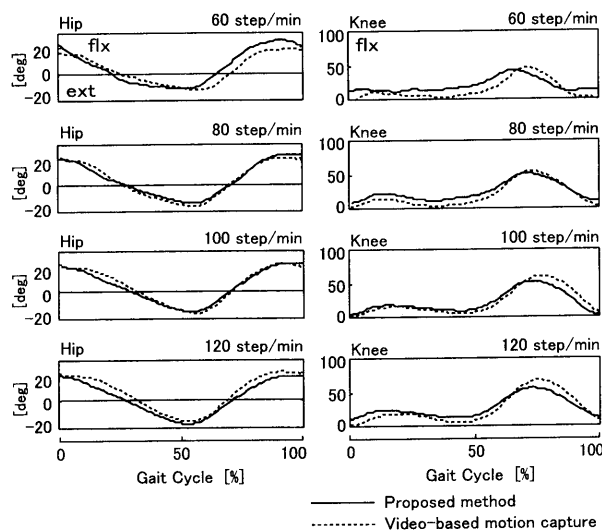 Hip 60 step/min
20
flx
[deg]
0
ext
-20
Hip 80 step/min
20
[deg]
0
-20
Hip 100 step/min
20
[deg]
0
-20
Hip 120 step/min
20
[deg]
0
-20
0 50 100
Gait Cycle [%]
Knee 60 step/min
100
flx
50
0
Knee 80 step/min
100
50
0
Knee 100 step/min
100
50
0
Knee 120 step/min
100
50
0
0 50 100
Gait Cycle [%]
Proposed method
Video-based motion capture